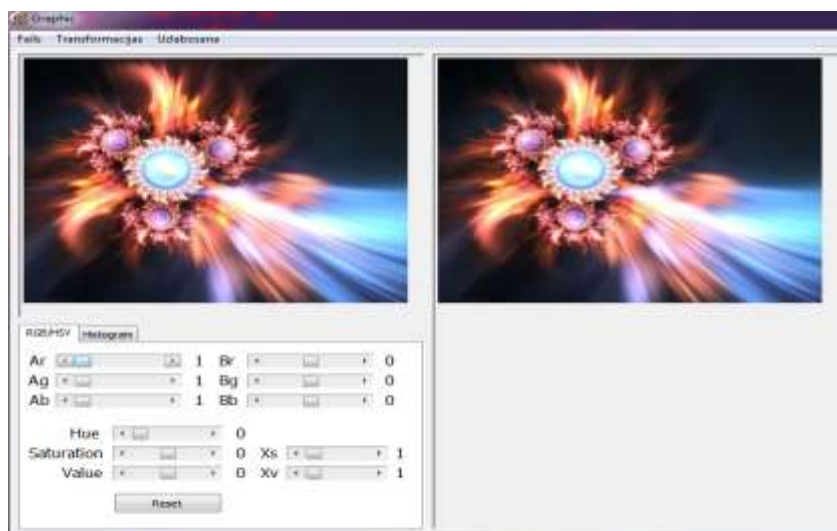 Graphic
Fails Transformacijas Uzlabosana
RGB/HSV Histogram
Ar 1 Br 0
Ag 1 Bg 0
Ab 1 Bb 0
Hue 0
Saturation 0 Xs 1
Value 0 Xv 1
Reset